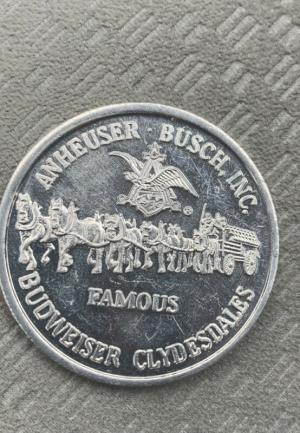 ANHEUSER · BUSCH, INC.
®
FAMOUS
BUDWEISER CLYDESDALES